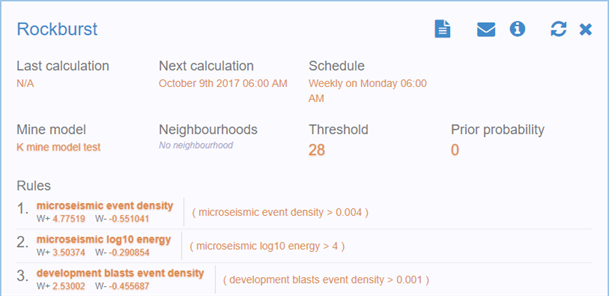 Rockburst
Last calculation
N/A
Next calculation
October 9th 2017 06:00 AM
Schedule
Weekly on Monday 06:00
AM
Mine model
K mine model test
Neighbourhoods
No neighbourhood
Threshold
28
Prior probability
0
Rules
1. microseismic event density
W+ 4.77519 W- -0.551041
( microseismic event density > 0.004 )
2. microseismic log10 energy
W+ 3.50374 W- -0.290854
( microseismic log10 energy > 4 )
3. development blasts event density
W+ 2.53002 W- -0.455687
( development blasts event density > 0.001 )